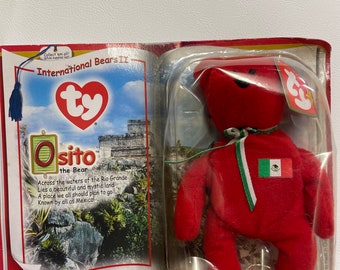 International Bears II
ty
Osito
the Bear
Across the waters of the Rio Grande
Lies a beautiful and mystic land
A place we all should plan to go
Known by all as Mexico!
ty